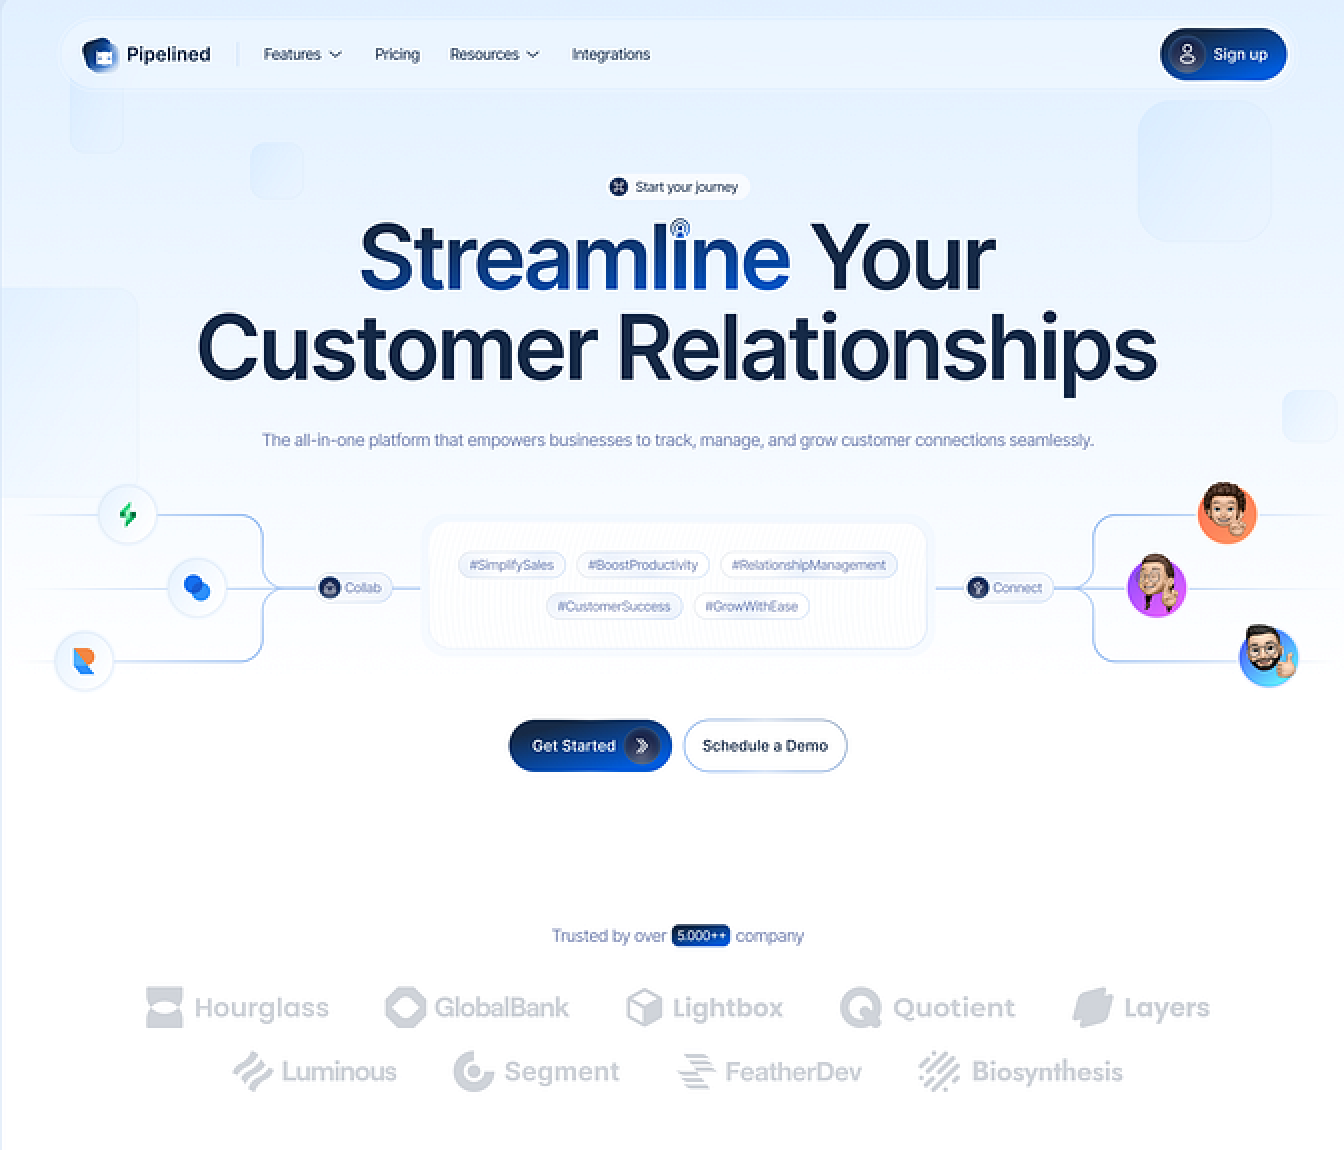 Pipelined
Features
Pricing
Resources
Integrations
Sign up
Start your journey
Streamline Your
Customer Relationships
The all-in-one platform that empowers businesses to track, manage, and grow customer connections seamlessly.
#SimplifySales #BoostProductivity #RelationshipManagement
Collab
#CustomerSuccess #GrowWithEase
Connect
Get Started
Schedule a Demo
Trusted by over 5.000++ company
Hourglass
GlobalBank
Lightbox
Quotient
Layers
Luminous
Segment
FeatherDev
Biosynthesis